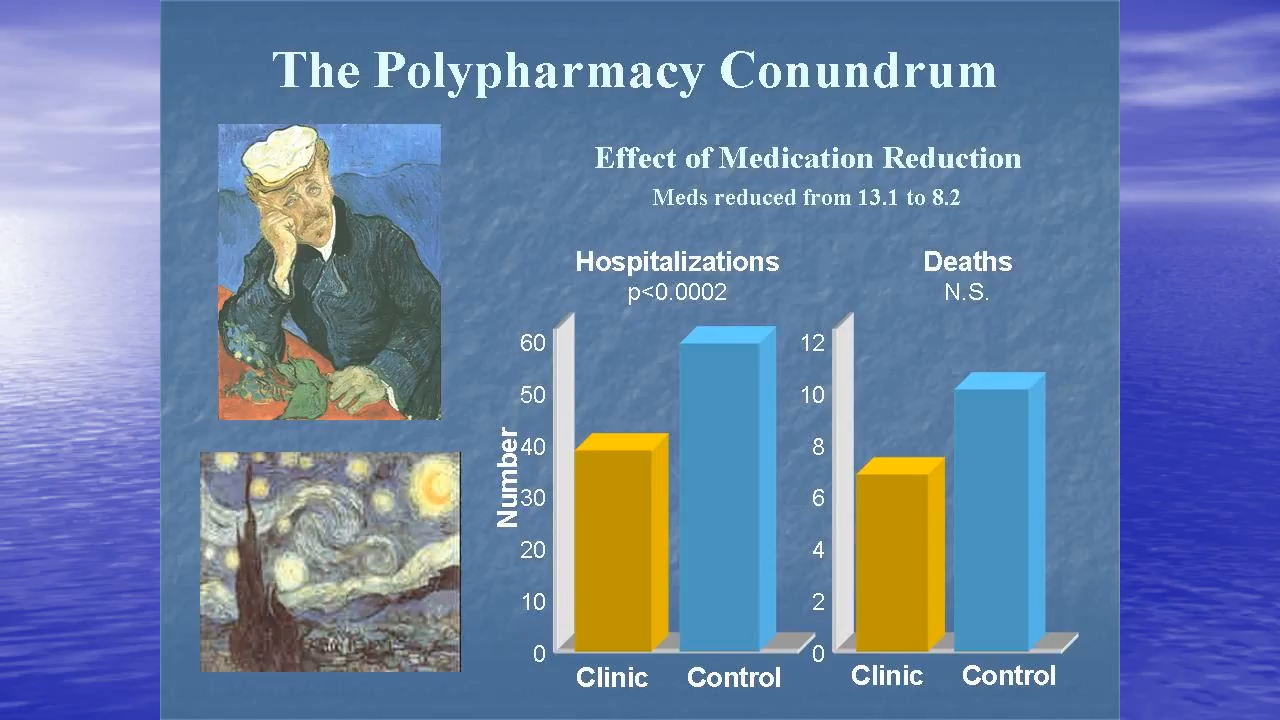 The Polypharmacy Conundrum
Effect of Medication Reduction
Meds reduced from 13.1 to 8.2
Hospitalizations
p<0.0002
Deaths
N.S.
Number
60
50
40
30
20
10
0
Clinic
Control
12
10
8
6
4
2
0
Clinic
Control